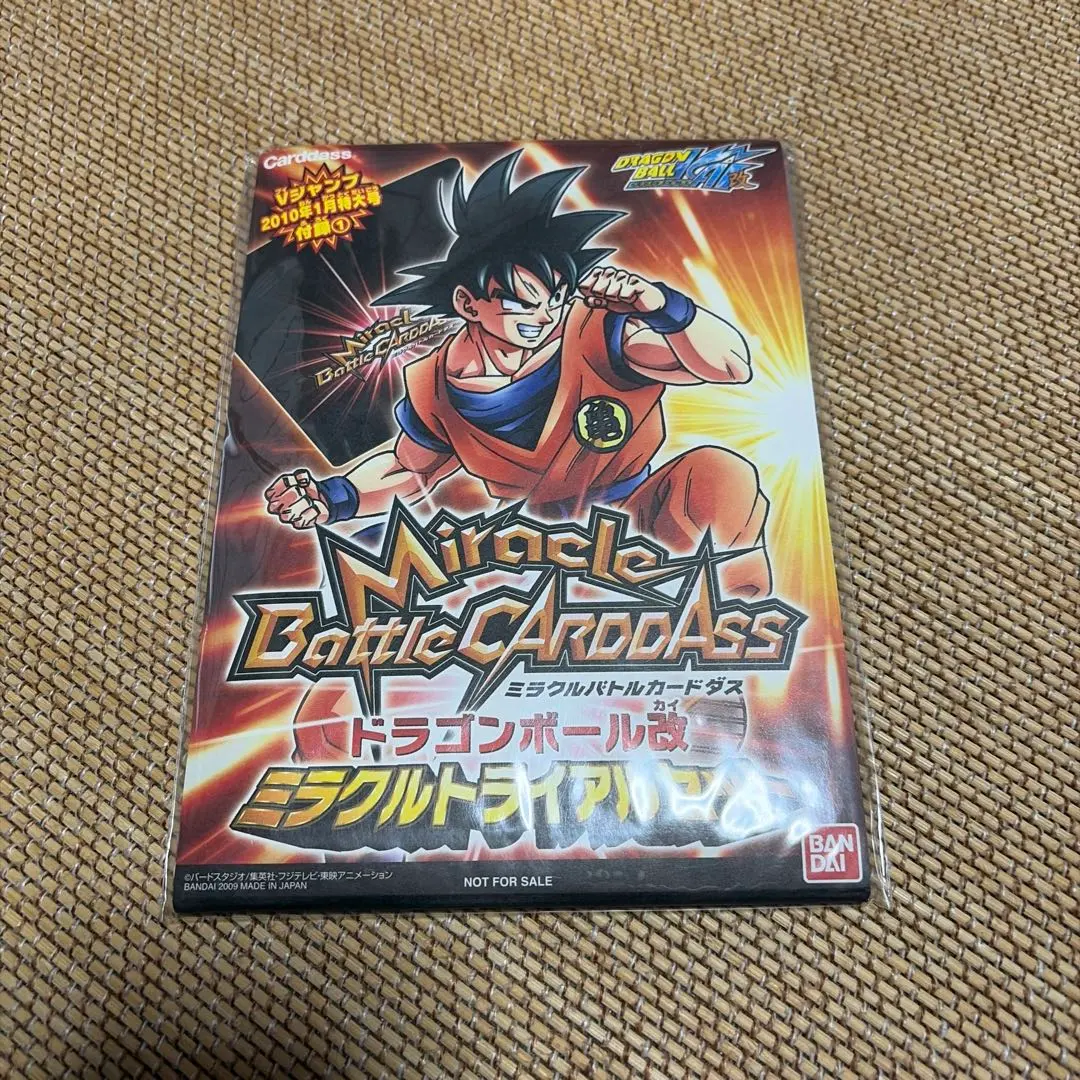 Carddass
Vジャンプ
2010年1月特大号
付録①
DRAGON
BALL
KAI
改
Miracle
Battle CARDDASS
Miracle
Battle CARDDASS
ミラクルバトルカードダス
カイ
ドラゴンボール改
ミラクルトライアル
BAN
DAI
©バードスタジオ/集英社・フジテレビ・東映アニメーション
BANDAI 2009 MADE IN JAPAN
NOT FOR SALE